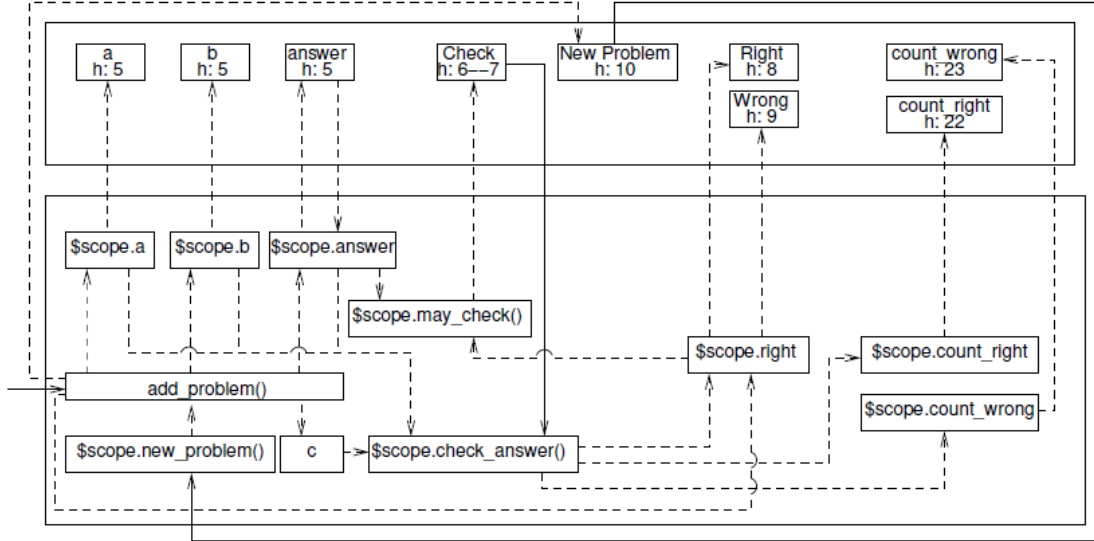 a
h: 5
b
h: 5
answer
h: 5
Check
h: 6––7
New Problem
h: 10
Right
h: 8
Wrong
h: 9
count_wrong
h: 23
count_right
h: 22
$scope.a
$scope.b
$scope.answer
$scope.may_check()
$scope.right
$scope.count_right
add_problem()
$scope.count_wrong
$scope.new_problem()
c
$scope.check_answer()